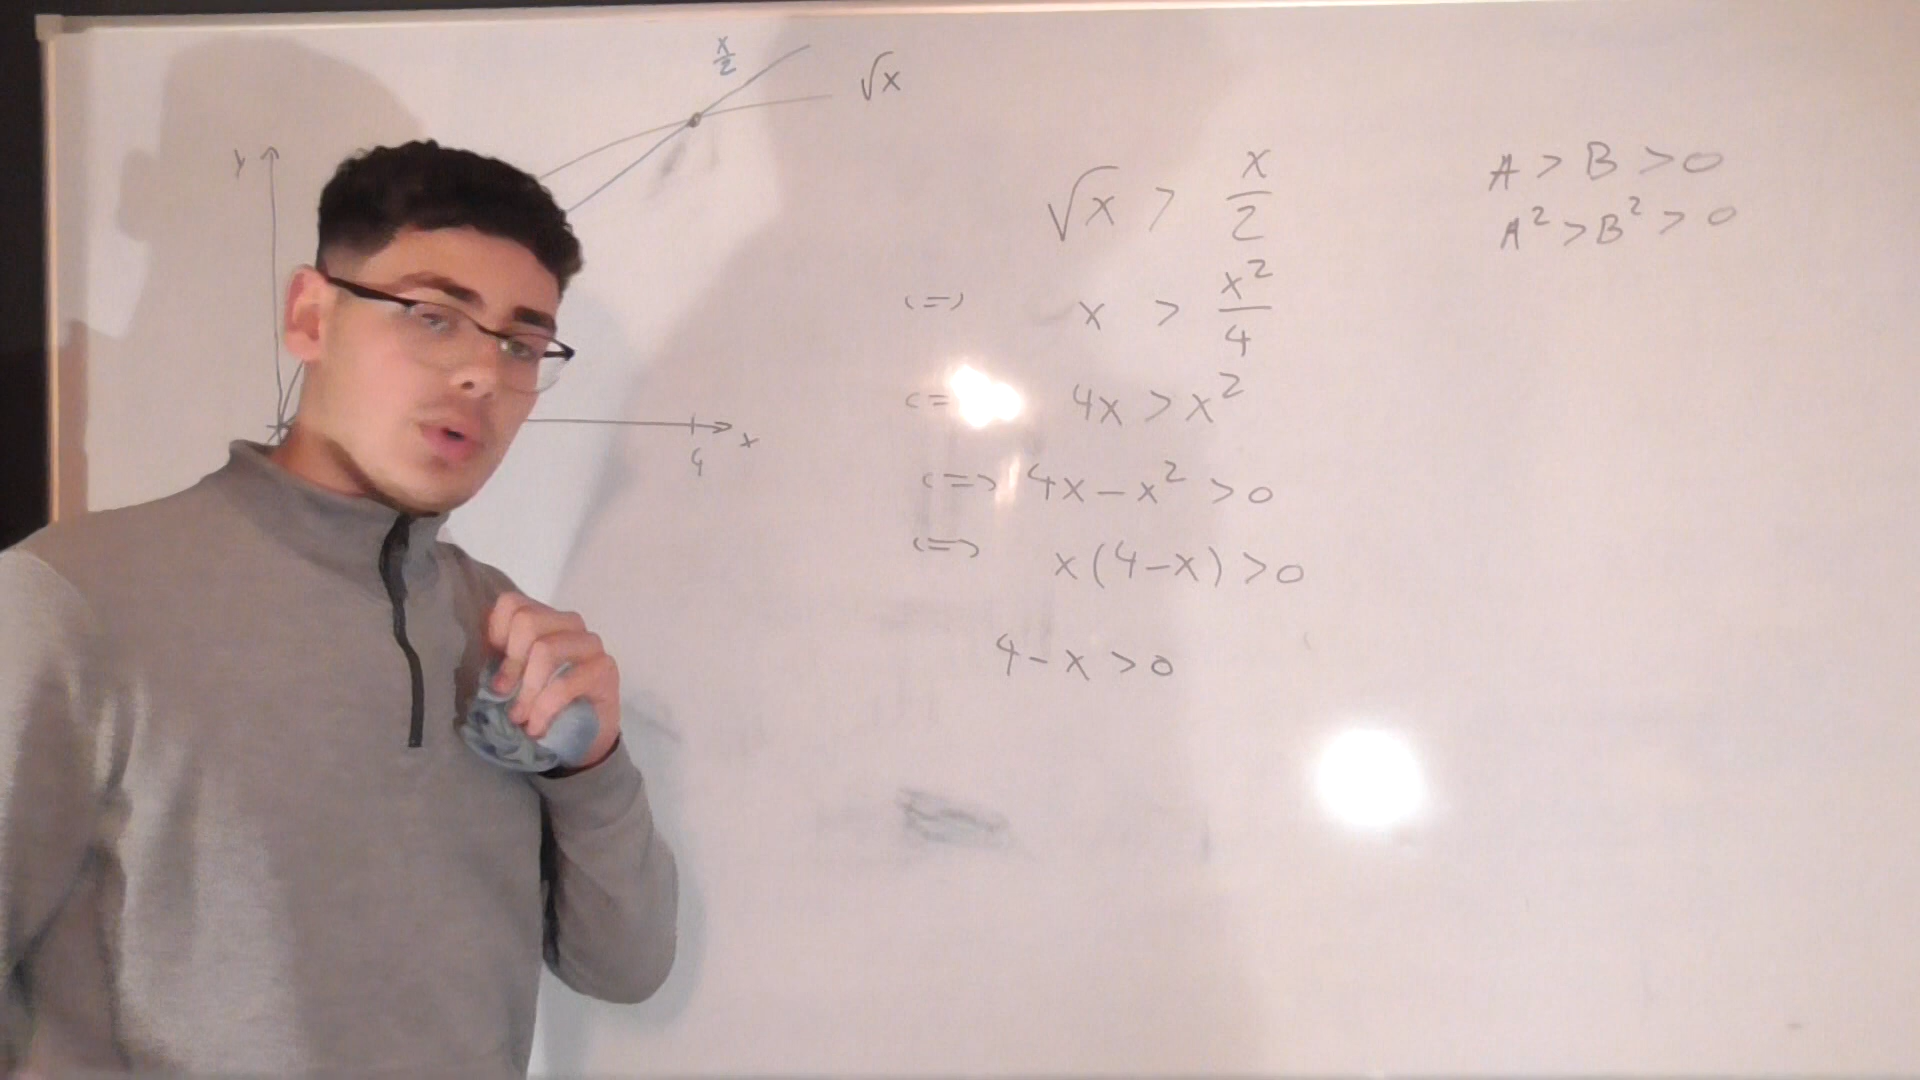 x/2
√x
y
x
4
√x > x/2
(=) x > x²/4
(= 4x > x²
(=) 4x - x² > 0
(=) x(4-x) > 0
4 - x > 0
A > B > 0
A² > B² > 0